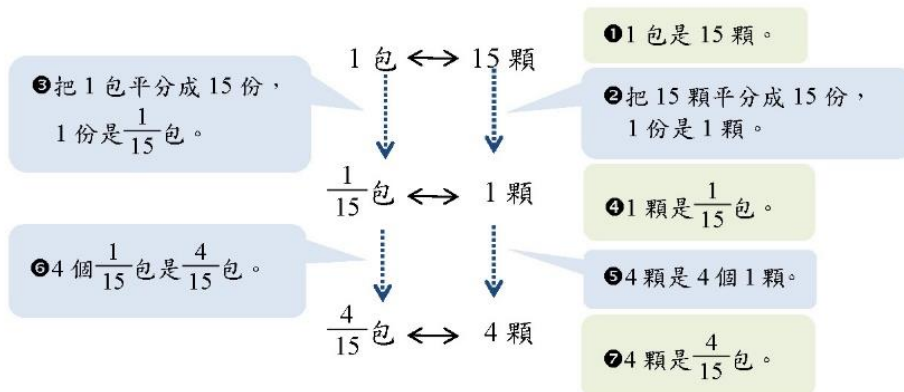 ❶1 包是 15 顆。
1 包 ⟷ 15 顆
❸把 1 包平分成 15 份，
1 份是 1/15 包。
❷把 15 顆平分成 15 份，
1 份是 1 顆。
1/15 包 ⟷ 1 顆
❹1 顆是 1/15 包。
❻4 個 1/15 包是 4/15 包。
❺4 顆是 4 個 1 顆。
4/15 包 ⟷ 4 顆
❼4 顆是 4/15 包。